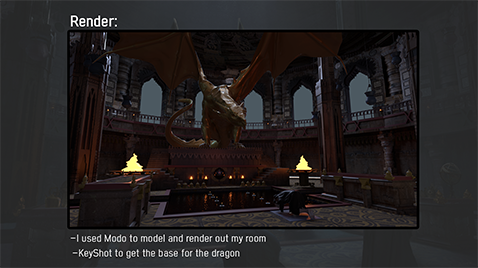 Render:
-I used Modo to model and render out my room
-KeyShot to get the base for the dragon